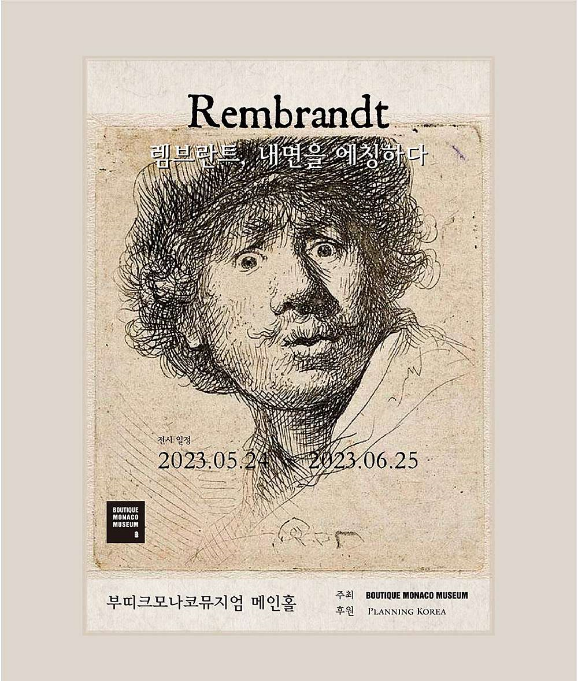 Rembrandt
렘브란트, 내면을 에칭하다
전시 일정
2023.05.24 > 2023.06.25
BOUTIQUE
MONACO
MUSEUM
부띠크모나코뮤지엄 메인홀
주최 BOUTIQUE MONACO MUSEUM
후원 PLANNING KOREA